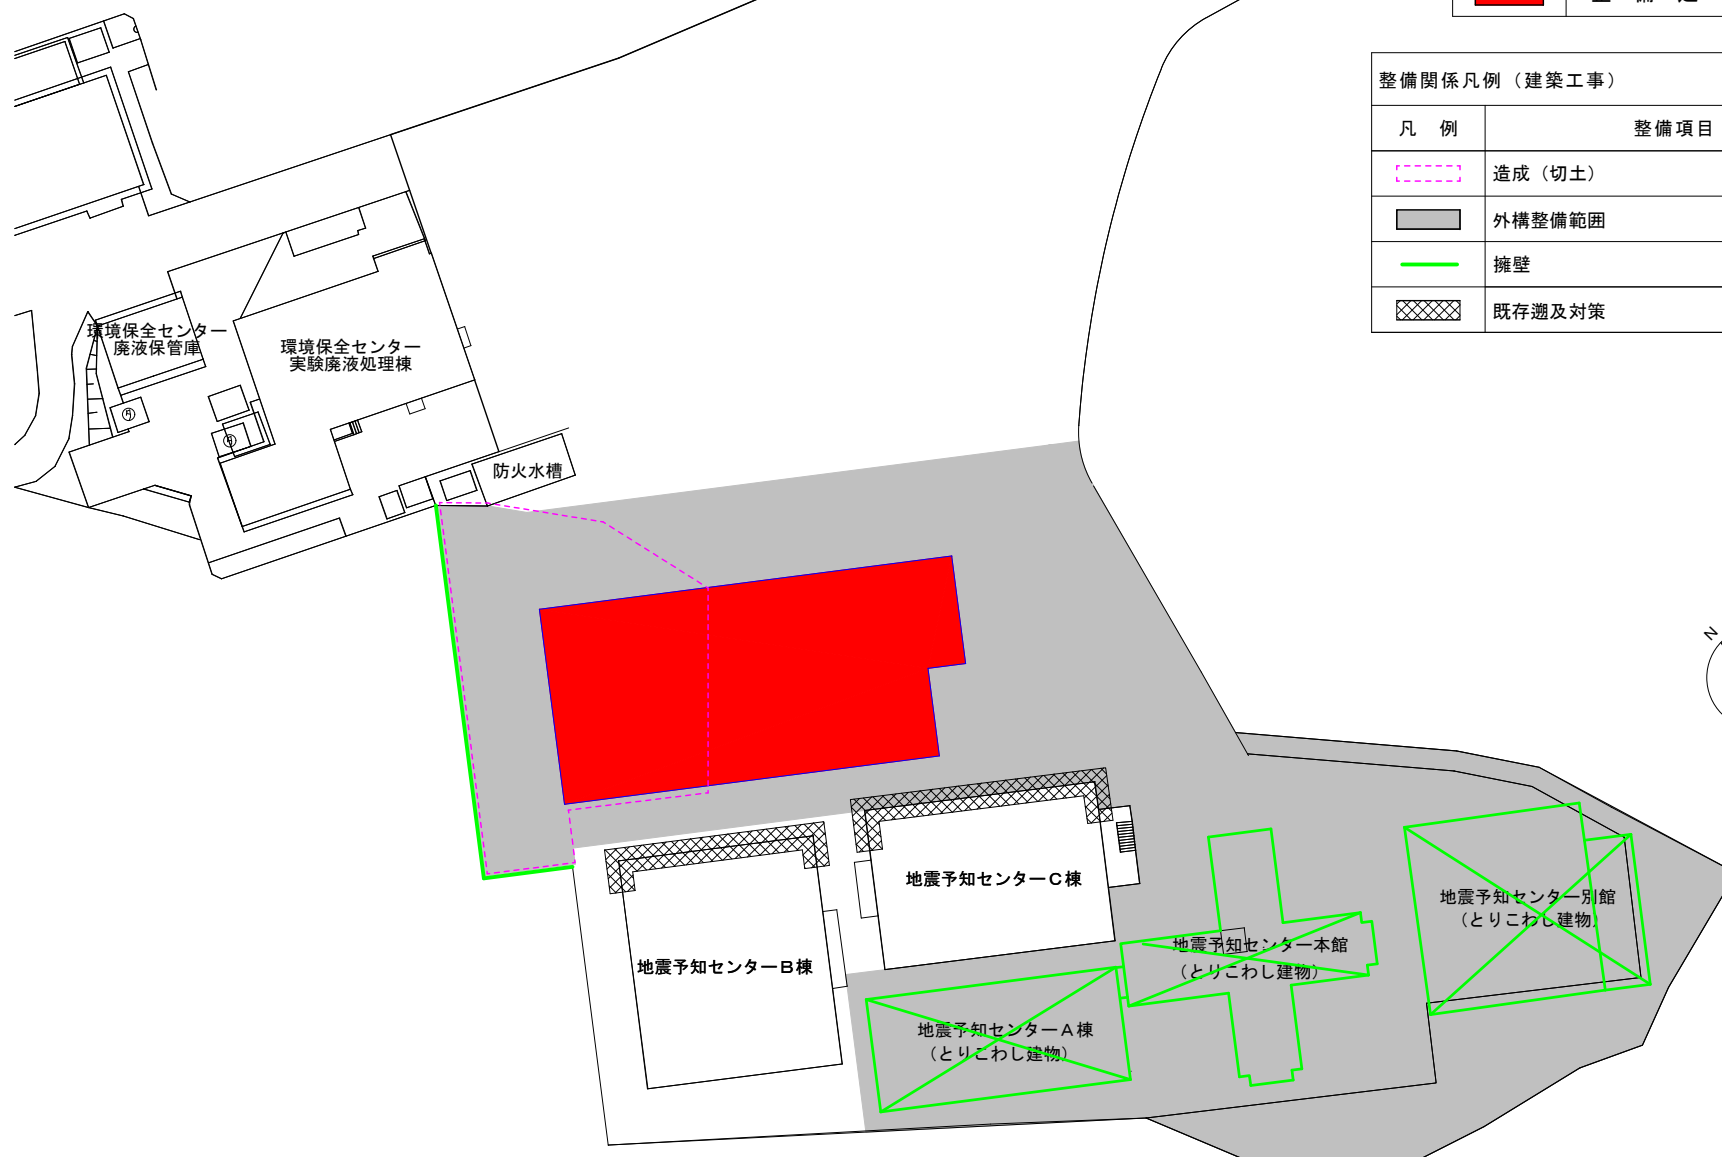 整備関係凡例（建築工事）
凡 例
整備項目
造成（切土）
外構整備範囲
擁壁
既存遡及対策
環境保全センター
廃液保管庫
環境保全センター
実験廃液処理棟
防火水槽
N
地震予知センターC棟
地震予知センター別館
（とりこわし建物）
地震予知センター本館
（とりこわし建物）
地震予知センターB棟
地震予知センターA棟
（とりこわし建物）